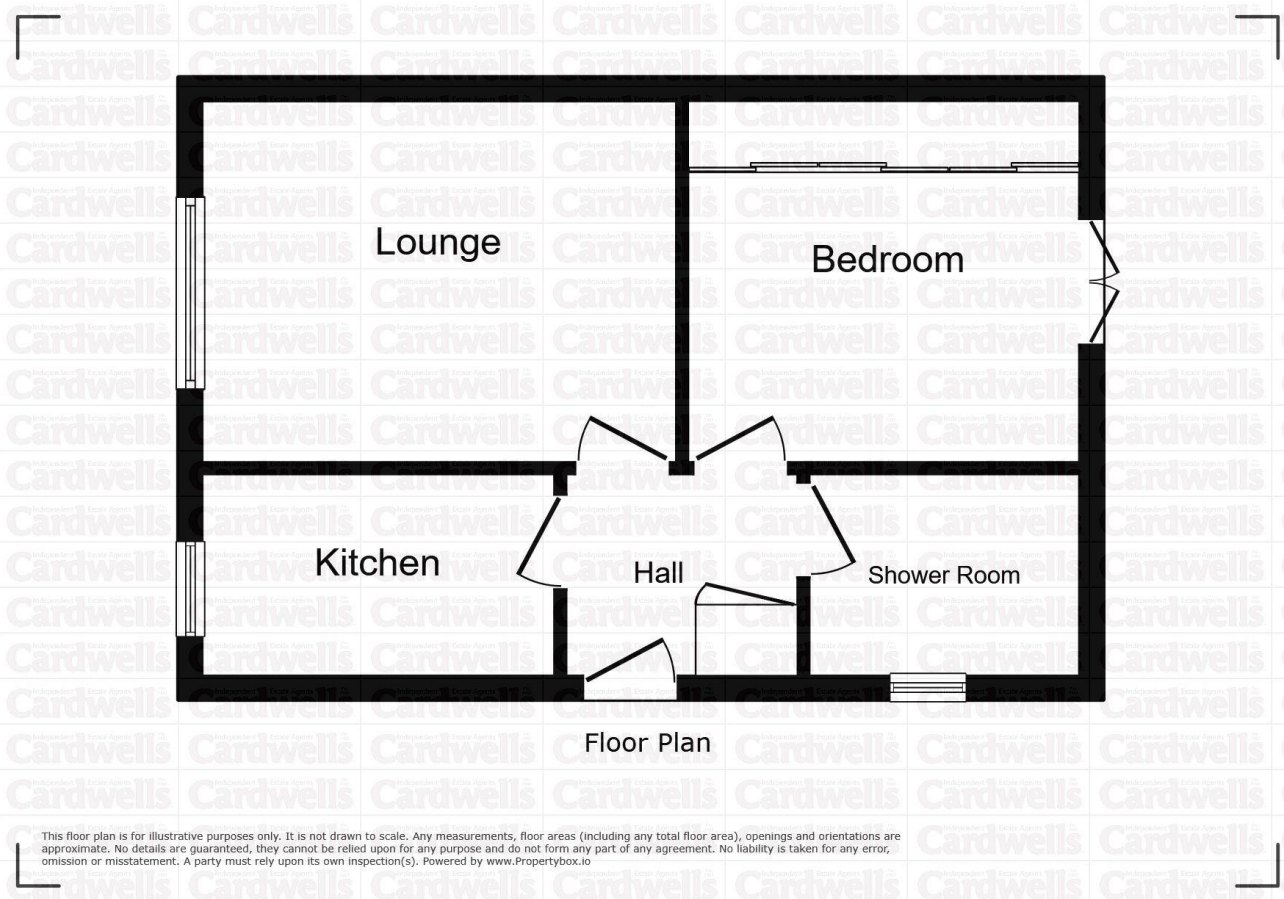 Lounge
Bedroom
Kitchen
Hall
Shower Room
Floor Plan
This floor plan is for illustrative purposes only. It is not drawn to scale. Any measurements, floor areas (including any total floor area), openings and orientations are
approximate. No details are guaranteed, they cannot be relied upon for any purpose and do not form any part of any agreement. No liability is taken for any error,
omission or misstatement. A party must rely upon its own inspection(s). Powered by www.Propertybox.io
Independent Estate Agents
Cardwells